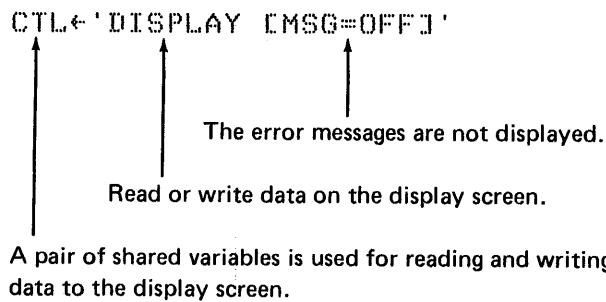 CTL←'DISPLAY [MSG=OFF]'
The error messages are not displayed.
Read or write data on the display screen.
A pair of shared variables is used for reading and writing
data to the display screen.